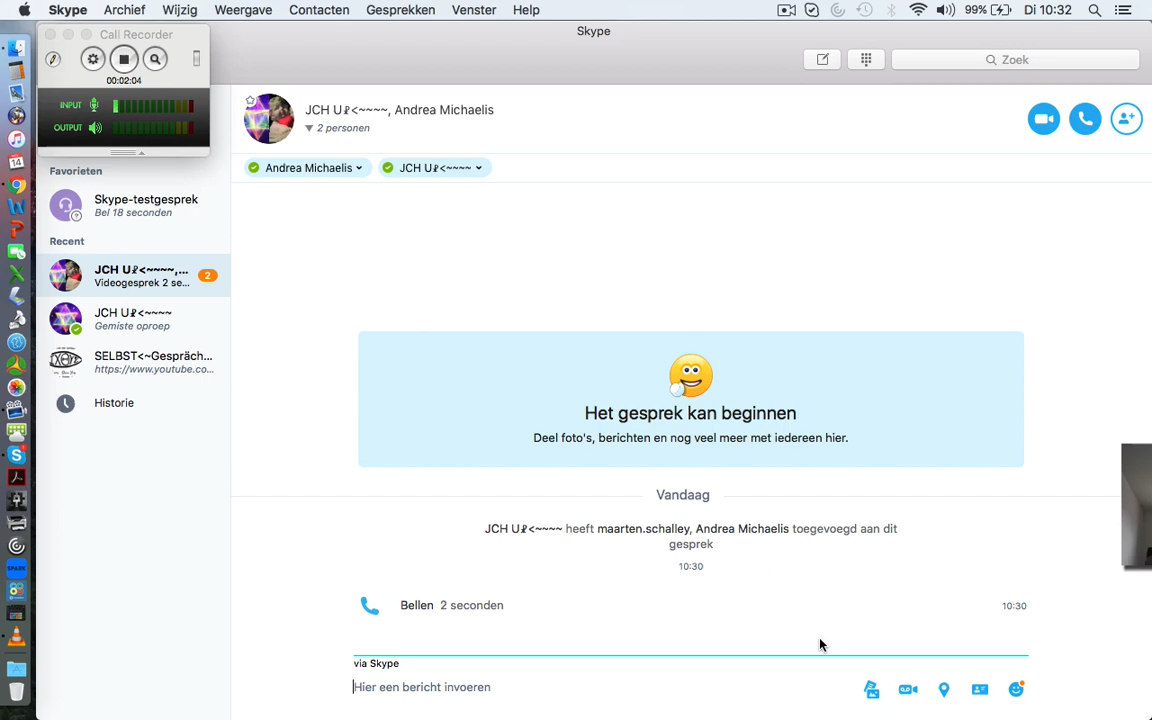 Skype Archief Wijzig Weergave Contacten Gesprekken Venster Help 99% Di 10:32
Call Recorder
00:02:04
INPUT
OUTPUT
Skype
Zoek
JCH U₽<~~~~, Andrea Michaelis
2 personen
Andrea Michaelis
JCH U₽<~~~~
Favorieten
Skype-testgesprek
Bel 18 seconden
Recent
JCH U₽<~~~~,...
Videogesprek 2 se...
2
JCH U₽<~~~~
Gemiste oproep
SELBST<~Gespräch...
https://www.youtube.co...
Historie
Het gesprek kan beginnen
Deel foto's, berichten en nog veel meer met iedereen hier.
Vandaag
JCH U₽<~~~~ heeft maarten.schalley, Andrea Michaelis toegevoegd aan dit
gesprek
10:30
Bellen 2 seconden
10:30
via Skype
Hier een bericht invoeren
SPARK